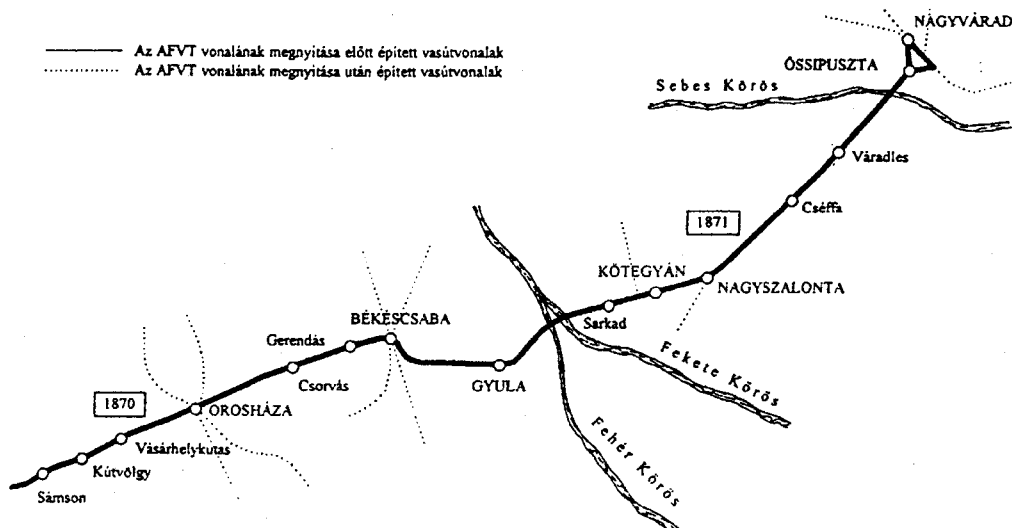 Az AFVT vonalának megnyitása előtt épített vasútvonalak
Az AFVT vonalának megnyitása után épített vasútvonalak
NAGYVÁRAD
ŐSSIPUSZTA
Sebes Körös
Váradles
Cséffa
1871
KÖTEGYÁN
NAGYSZALONTA
Sarkad
BÉKÉSCSABA
Gerendás
Csorvás
GYULA
Fekete Körös
Fehér Körös
1870
OROSHÁZA
Vásárhelykutas
Kútvölgy
Sámson